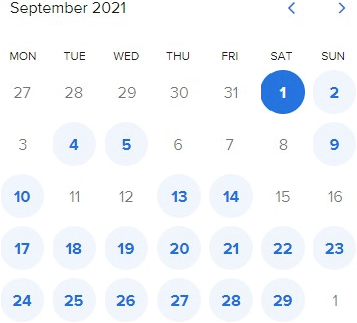 September 2021
MON TUE WED THU FRI SAT SUN
27 28 29 30 31 1 2
3 4 5 6 7 8 9
10 11 12 13 14 15 16
17 18 19 20 21 22 23
24 25 26 27 28 29 1